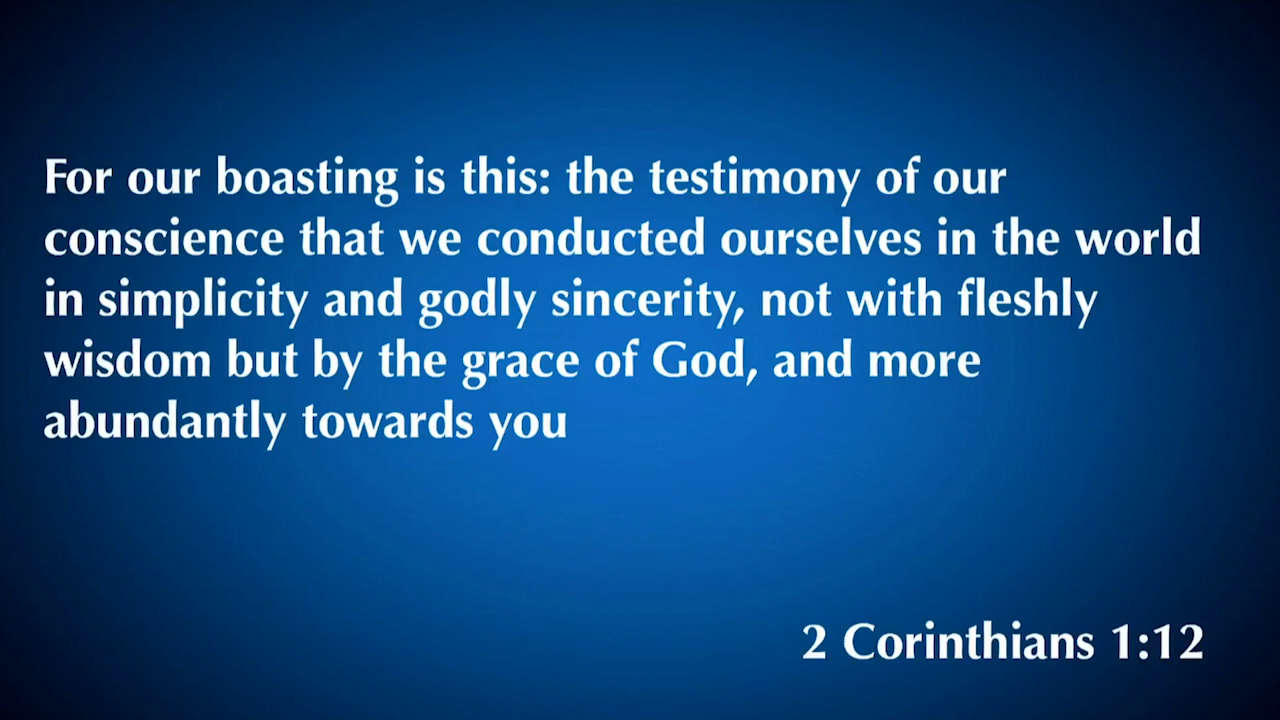 For our boasting is this: the testimony of our
conscience that we conducted ourselves in the world
in simplicity and godly sincerity, not with fleshly
wisdom but by the grace of God, and more
abundantly towards you
2 Corinthians 1:12